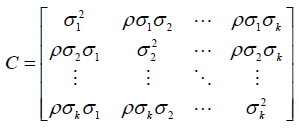 C = [ σ₁² ρσ₁σ₂ ⋯ ρσ₁σₖ
ρσ₂σ₁ σ₂² ⋯ ρσ₂σₖ
⋮ ⋮ ⋱ ⋮
ρσₖσ₁ ρσₖσ₂ ⋯ σₖ² ]